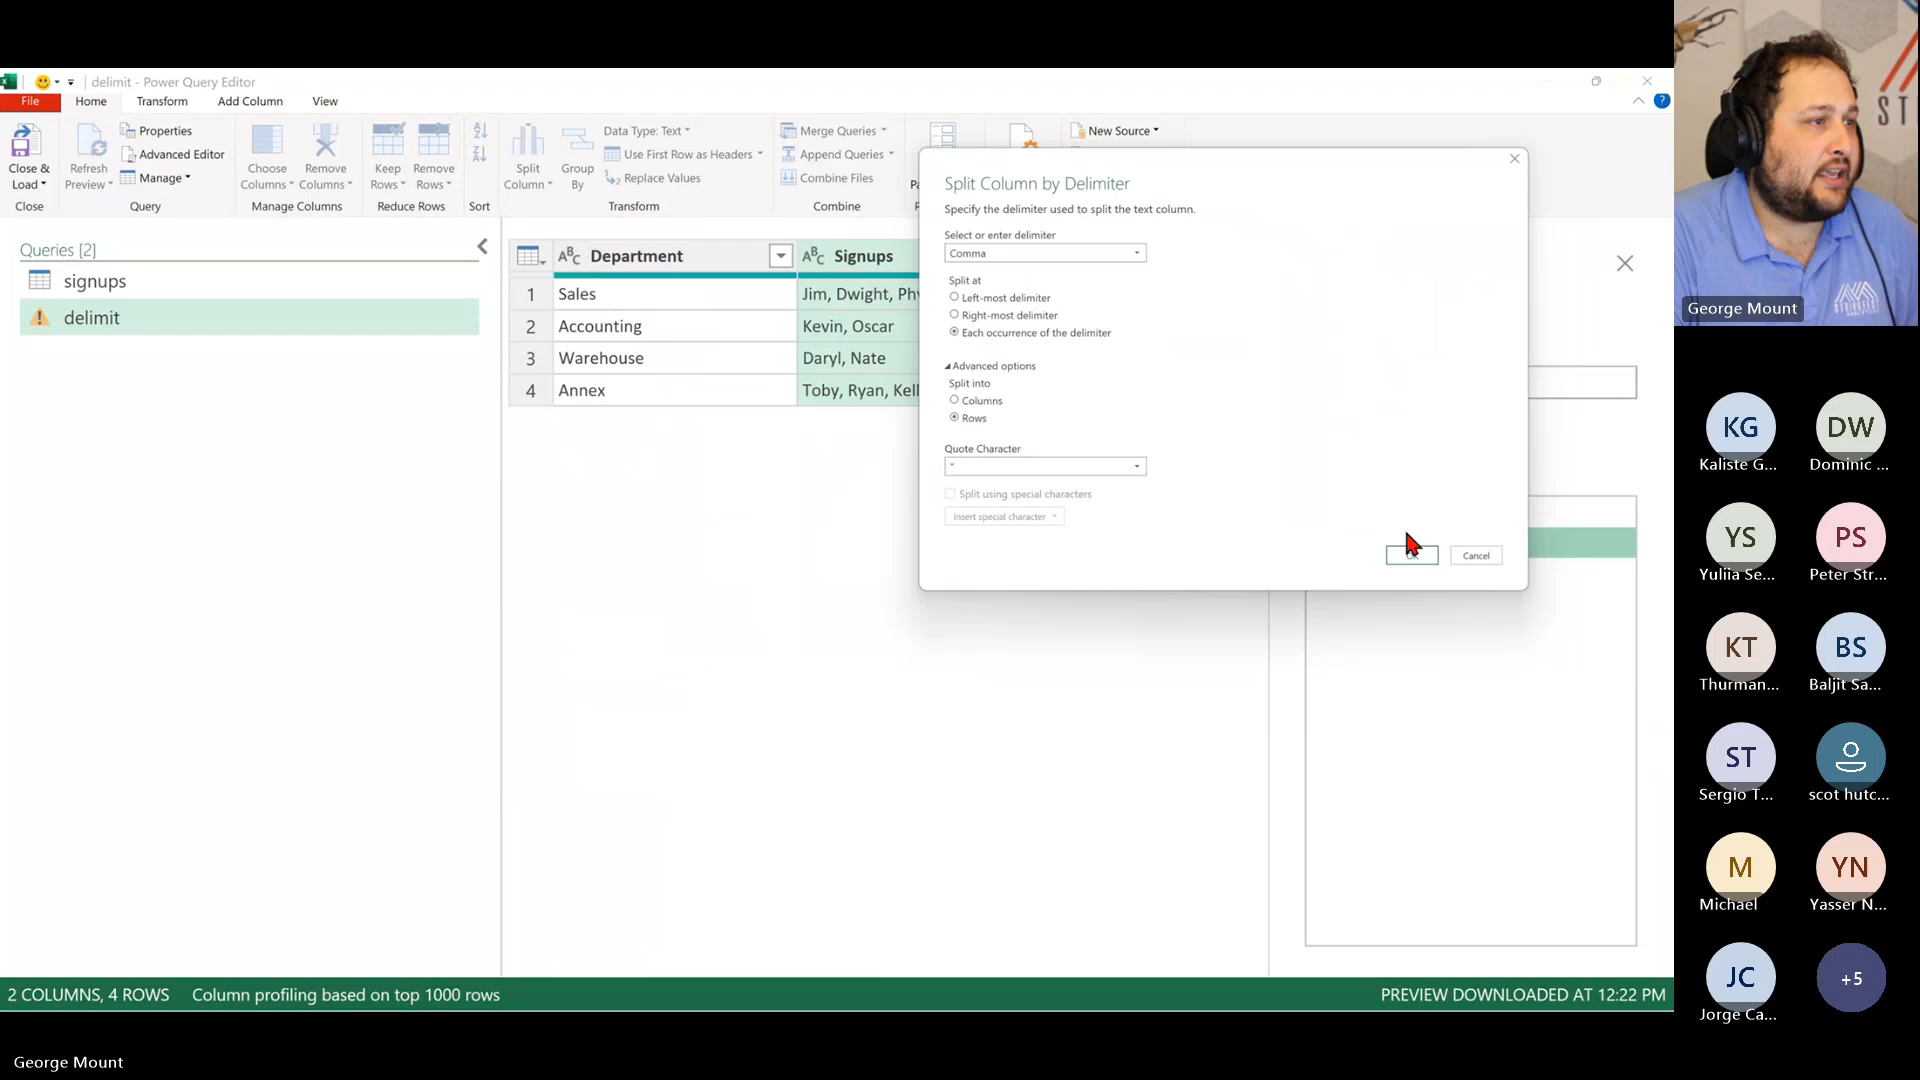 delimit - Power Query Editor
File Home Transform Add Column View
Close & Load
Close
Refresh Preview
Properties
Advanced Editor
Manage
Query
Choose Columns
Remove Columns
Manage Columns
Keep Rows
Remove Rows
Reduce Rows
Sort
Split Column
Group By
Data Type: Text
Use First Row as Headers
Replace Values
Transform
Merge Queries
Append Queries
Combine Files
Combine
New Source
Queries [2]
signups
delimit
Department Signups
1 Sales Jim, Dwight,
2 Accounting Kevin, Oscar
3 Warehouse Daryl, Nate
4 Annex Toby, Ryan,
Split Column by Delimiter
Specify the delimiter used to split the text column.
Select or enter delimiter
Comma
Split at
Left-most delimiter
Right-most delimiter
Each occurrence of the delimiter
Advanced options
Split into
Columns
Rows
Quote Character
"
Split using special characters
Insert special character
Cancel
2 COLUMNS, 4 ROWS Column profiling based on top 1000 rows
PREVIEW DOWNLOADED AT 12:22 PM
George Mount
George Mount
KG DW
Kaliste G... Dominic ...
YS PS
Yuliia Se... Peter Str...
KT BS
Thurman... Baljit Sa...
ST
Sergio T... scot hutc...
M YN
Michael Yasser N...
JC +5
Jorge Ca...